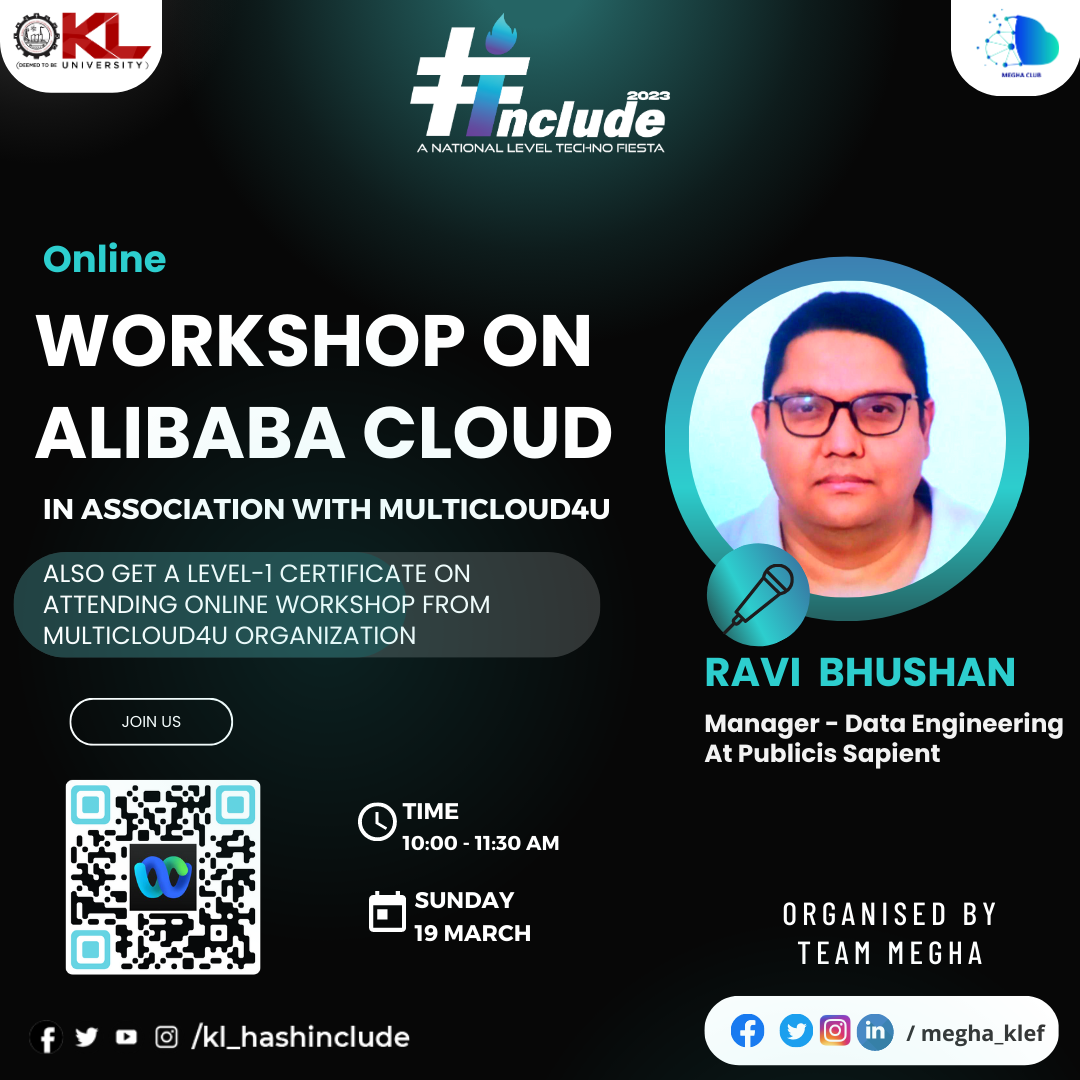 KL
(DEEMED TO BE UNIVERSITY)
#include
2023
A NATIONAL LEVEL TECHNO FIESTA
MEGHA CLUB
Online
WORKSHOP ON
ALIBABA CLOUD
IN ASSOCIATION WITH MULTICLOUD4U
ALSO GET A LEVEL-1 CERTIFICATE ON
ATTENDING ONLINE WORKSHOP FROM
MULTICLOUD4U ORGANIZATION
JOIN US
RAVI BHUSHAN
Manager - Data Engineering
At Publicis Sapient
TIME
10:00 - 11:30 AM
SUNDAY
19 MARCH
ORGANISED BY
TEAM MEGHA
/kl_hashinclude
/ megha_klef